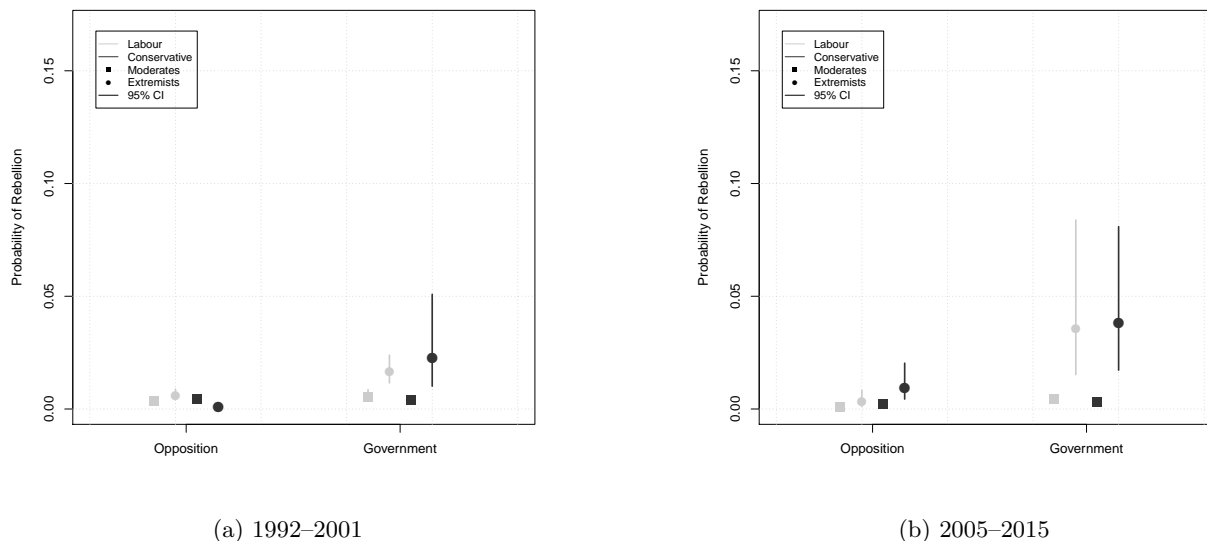 Labour
Conservative
Moderates
Extremists
95% CI
Probability of Rebellion
0.15
0.10
0.05
0.00
Opposition
Government
(a) 1992–2001
Labour
Conservative
Moderates
Extremists
95% CI
Probability of Rebellion
0.15
0.10
0.05
0.00
Opposition
Government
(b) 2005–2015